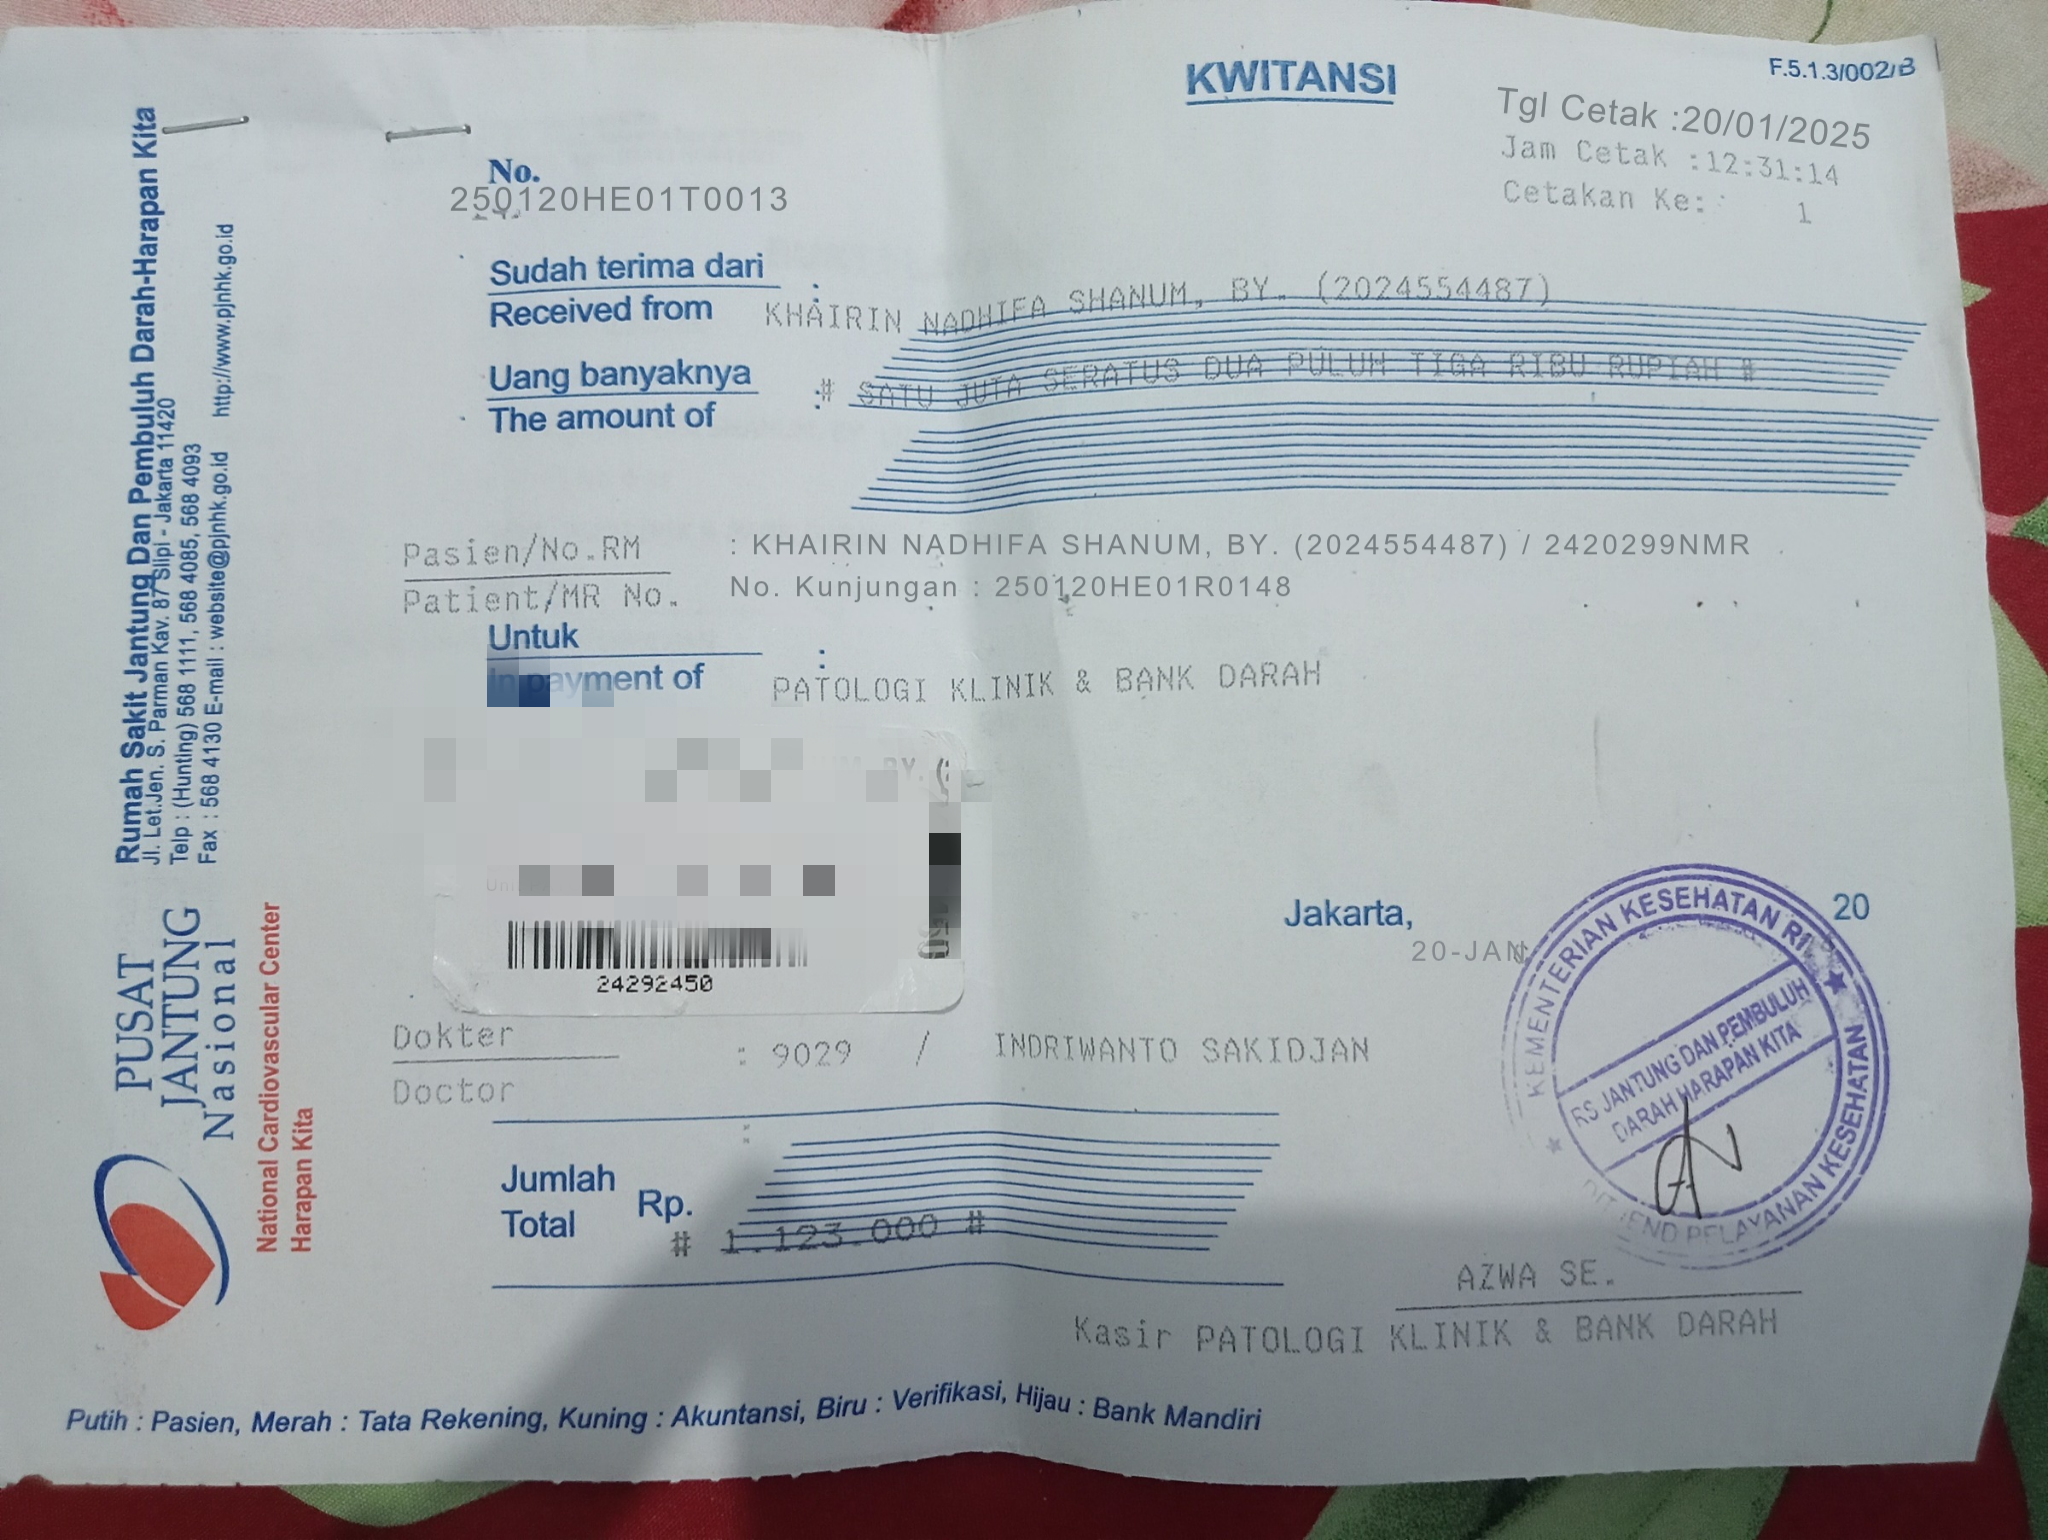 KWITANSI
F.5.1.3/002/B
Tgl Cetak :20/01/2025
Jam Cetak :12:31:14
Cetakan Ke: 1
No.
250120HE01T0013
Sudah terima dari
Received from : KHAIRIN NADHIFA SHANUM, BY. (2024554487)
Uang banyaknya
The amount of : # SATU JUTA SERATUS DUA PULUH TIGA RIBU RUPIAH #
Pasien/No.RM : KHAIRIN NADHIFA SHANUM, BY. (2024554487) / 2420299NMR
Patient/MR No. No. Kunjungan : 250120HE01R0148
Untuk
In payment of : PATOLOGI KLINIK & BANK DARAH
24292450
Jakarta, 20-JAN 20
Dokter
Doctor : 9029 / INDRIWANTO SAKIDJAN
Jumlah
Total Rp. # 1.123.000 #
KEMENTERIAN KESEHATAN RI
RS JANTUNG DAN PEMBULUH
DARAH HARAPAN KITA
PELAYANAN KESEHATAN
AZWA SE.
Kasir PATOLOGI KLINIK & BANK DARAH
Putih : Pasien, Merah : Tata Rekening, Kuning : Akuntansi, Biru : Verifikasi, Hijau : Bank Mandiri
Rumah Sakit Jantung Dan Pembuluh Darah-Harapan Kita
Jl. Let.Jen. S. Parman Kav. 87 Slipi - Jakarta 11420
Telp : (Hunting) 568 1111, 568 4085, 568 4093
Fax : 568 4130 E-mail : website@pjnhk.go.id http://www.pjnhk.go.id
PUSAT
JANTUNG
Nasional
National Cardiovascular Center
Harapan Kita